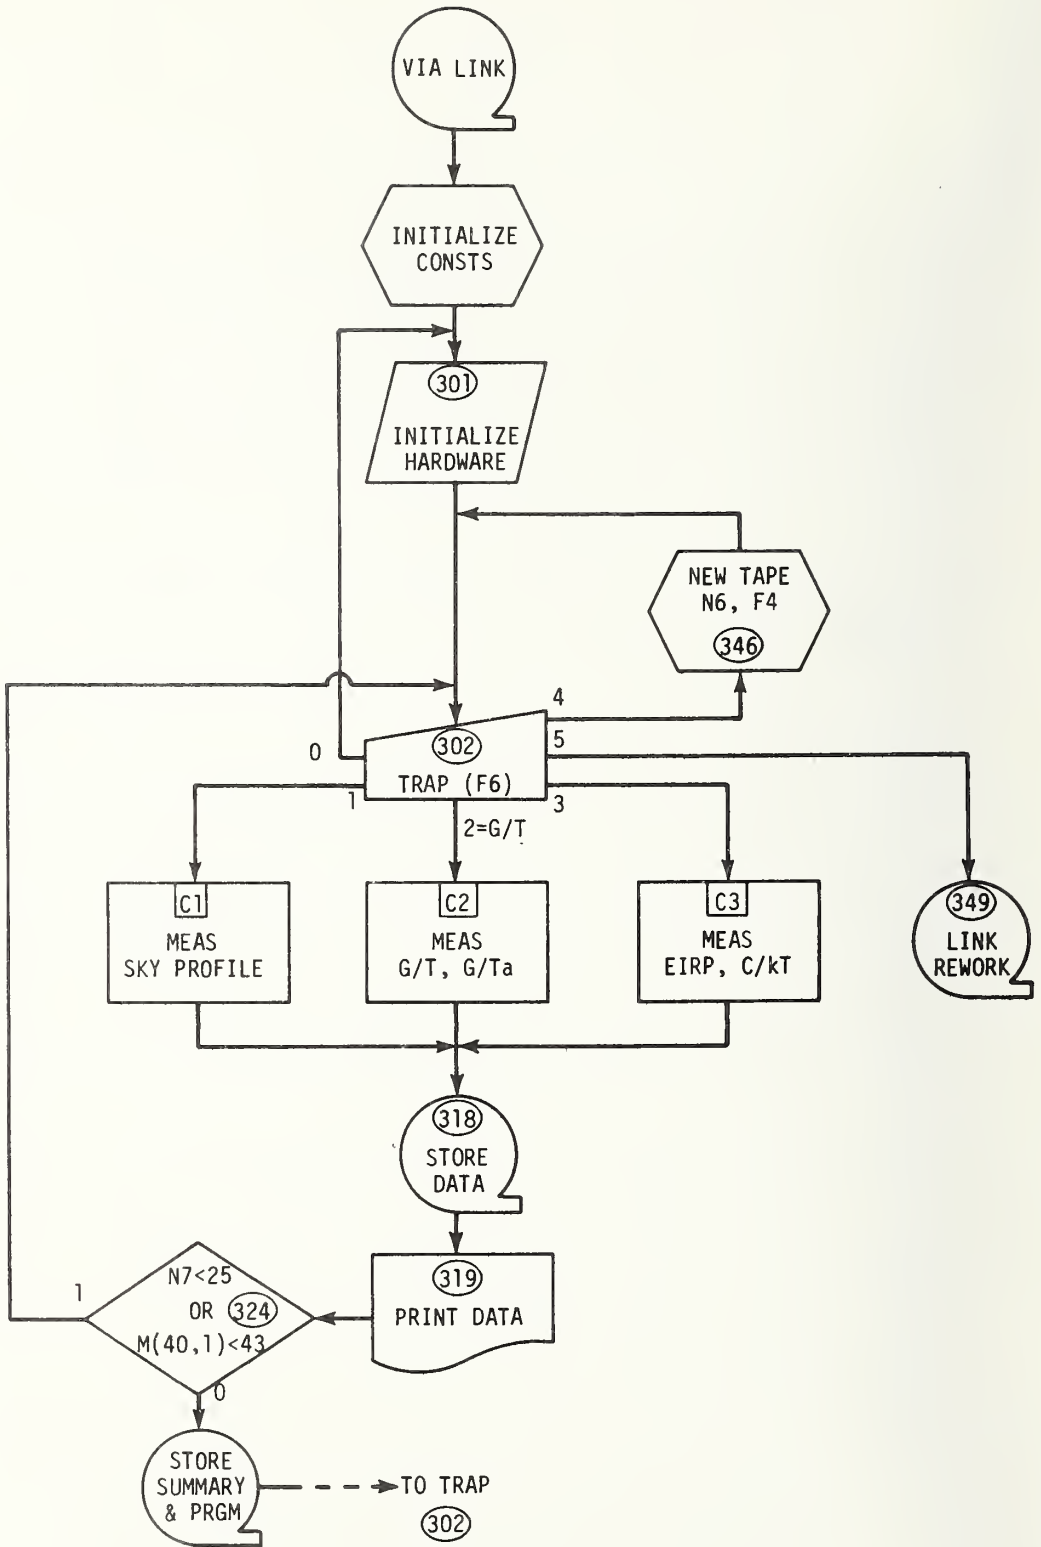 VIA LINK
INITIALIZE
CONSTS
301
INITIALIZE
HARDWARE
NEW TAPE
N6, F4
346
4
0
302
5
TRAP (F6)
1
3
2=G/T
C1
MEAS
SKY PROFILE
C2
MEAS
G/T, G/Ta
C3
MEAS
EIRP, C/kT
349
LINK
REWORK
318
STORE
DATA
319
PRINT DATA
1
N7<25
OR 324
M(40,1)<43
0
STORE
SUMMARY
& PRGM
TO TRAP
302